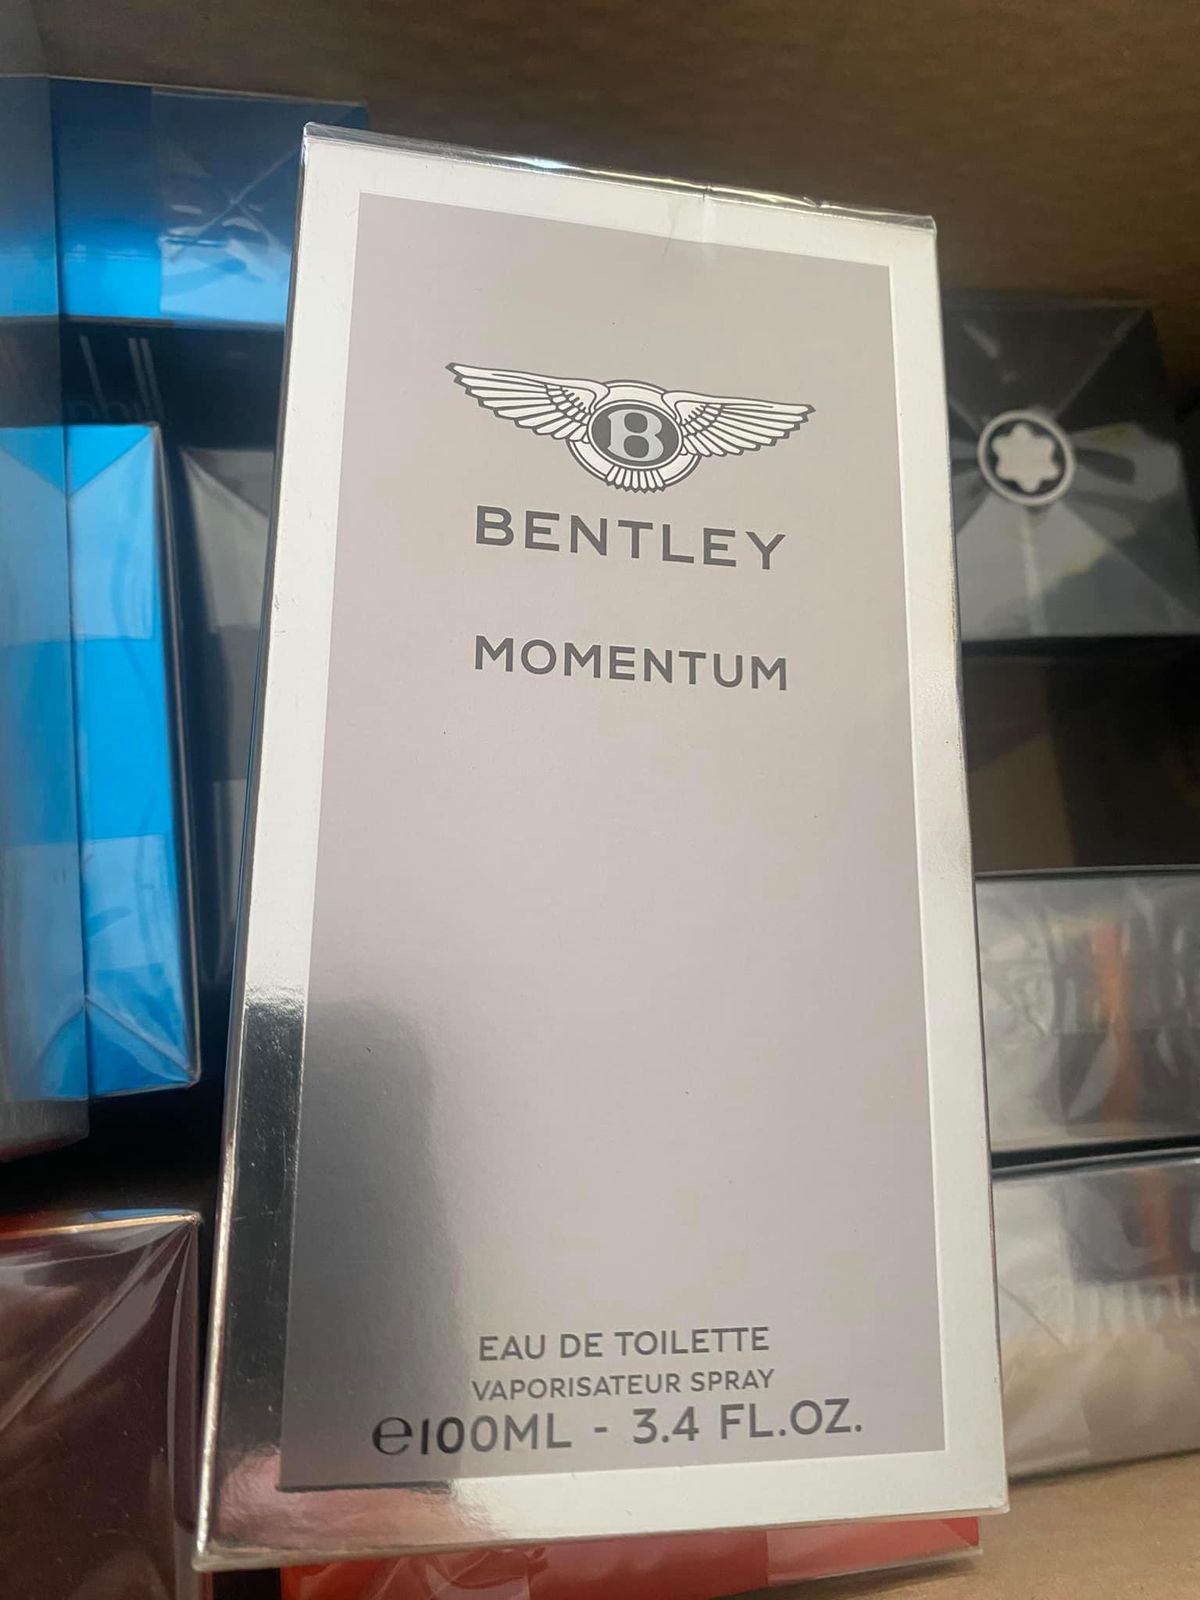 B
BENTLEY
MOMENTUM
EAU DE TOILETTE
VAPORISATEUR SPRAY
℮100ML - 3.4 FL.OZ.